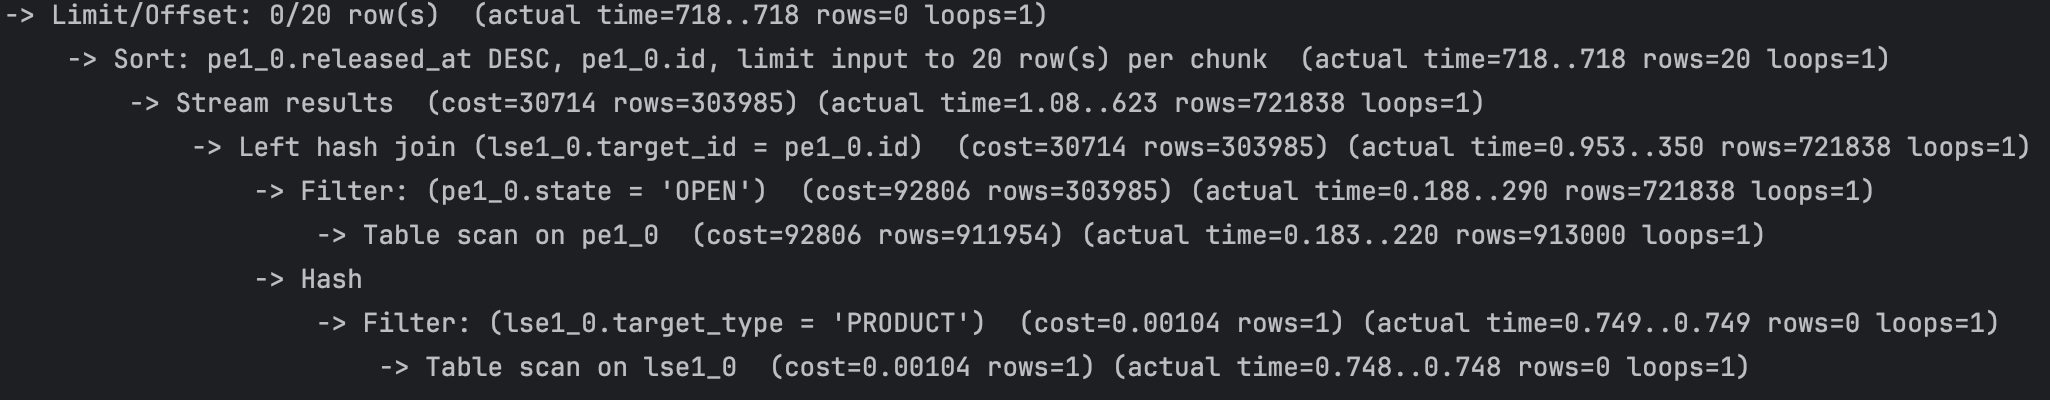 -> Limit/Offset: 0/20 row(s)  (actual time=718..718 rows=0 loops=1)
-> Sort: pe1_0.released_at DESC, pe1_0.id, limit input to 20 row(s) per chunk  (actual time=718..718 rows=20 loops=1)
-> Stream results  (cost=30714 rows=303985) (actual time=1.08..623 rows=721838 loops=1)
-> Left hash join (lse1_0.target_id = pe1_0.id)  (cost=30714 rows=303985) (actual time=0.953..350 rows=721838 loops=1)
-> Filter: (pe1_0.state = 'OPEN')  (cost=92806 rows=303985) (actual time=0.188..290 rows=721838 loops=1)
-> Table scan on pe1_0  (cost=92806 rows=911954) (actual time=0.183..220 rows=913000 loops=1)
-> Hash
-> Filter: (lse1_0.target_type = 'PRODUCT')  (cost=0.00104 rows=1) (actual time=0.749..0.749 rows=0 loops=1)
-> Table scan on lse1_0  (cost=0.00104 rows=1) (actual time=0.748..0.748 rows=0 loops=1)